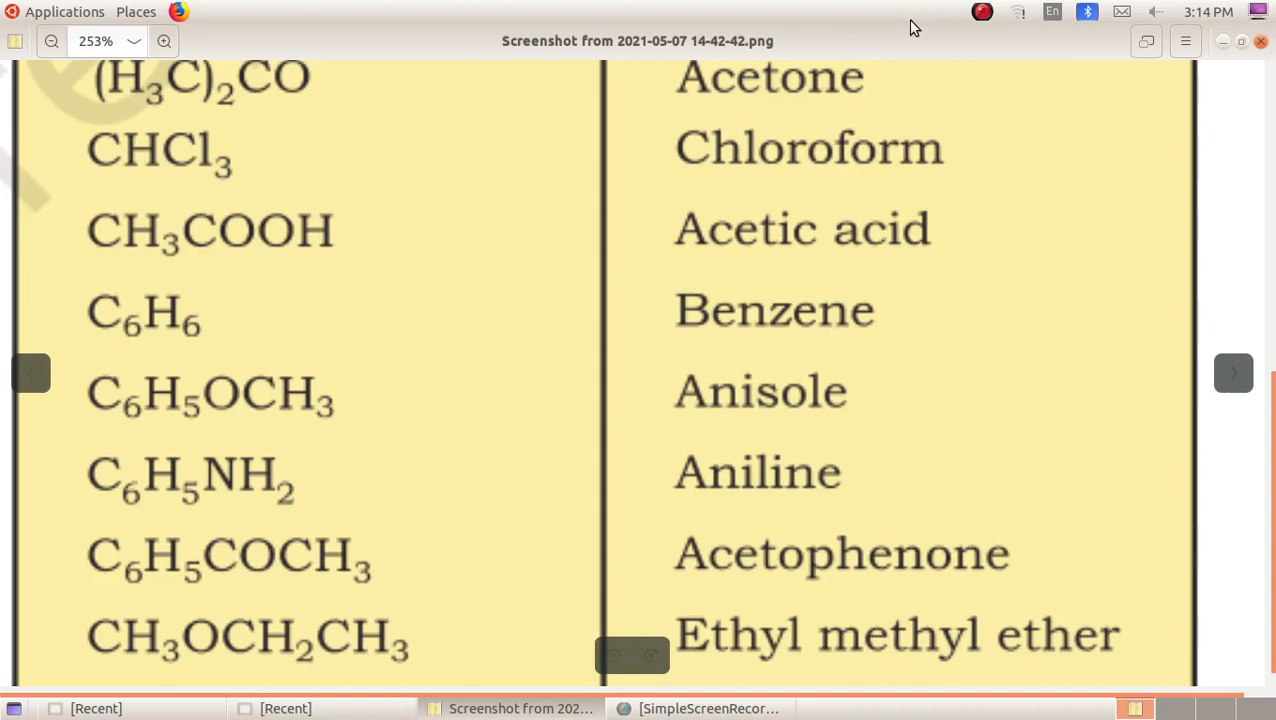 Applications Places En 3:14 PM
253% Screenshot from 2021-05-07 14-42-42.png
(H₃C)₂CO Acetone
CHCl₃ Chloroform
CH₃COOH Acetic acid
C₆H₆ Benzene
C₆H₅OCH₃ Anisole
C₆H₅NH₂ Aniline
C₆H₅COCH₃ Acetophenone
CH₃OCH₂CH₃ Ethyl methyl ether
[Recent] [Recent] Screenshot from 202... [SimpleScreenRecor...